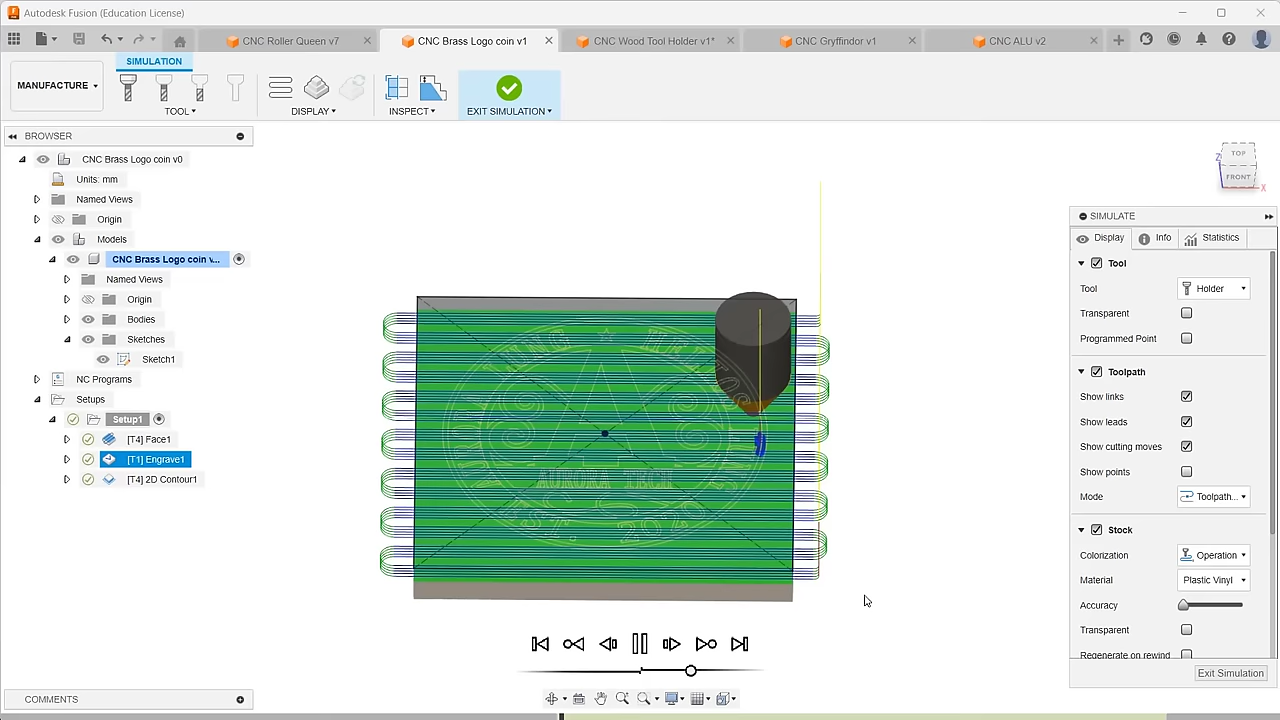 Autodesk Fusion (Education License)
CNC Roller Queen v7
CNC Brass Logo coin v1
CNC Wood Tool Holder v1*
CNC Gryffindor v1
CNC ALU v2
SIMULATION
MANUFACTURE
TOOL
DISPLAY
INSPECT
EXIT SIMULATION
BROWSER
CNC Brass Logo coin v0
Units: mm
Named Views
Origin
Models
CNC Brass Logo coin v...
Named Views
Origin
Bodies
Sketches
Sketch1
NC Programs
Setups
Setup1
[T4] Face1
[T1] Engrave1
[T4] 2D Contour1
AURORA TECH
EST. 202
TOP
FRONT
Z
X
SIMULATE
Display
Info
Statistics
Tool
Tool
Holder
Transparent
Programmed Point
Toolpath
Show links
Show leads
Show cutting moves
Show points
Mode
Toolpath...
Stock
Colorization
Operation
Material
Plastic Vinyl
Accuracy
Transparent
Regenerate on rewind
Exit Simulation
COMMENTS